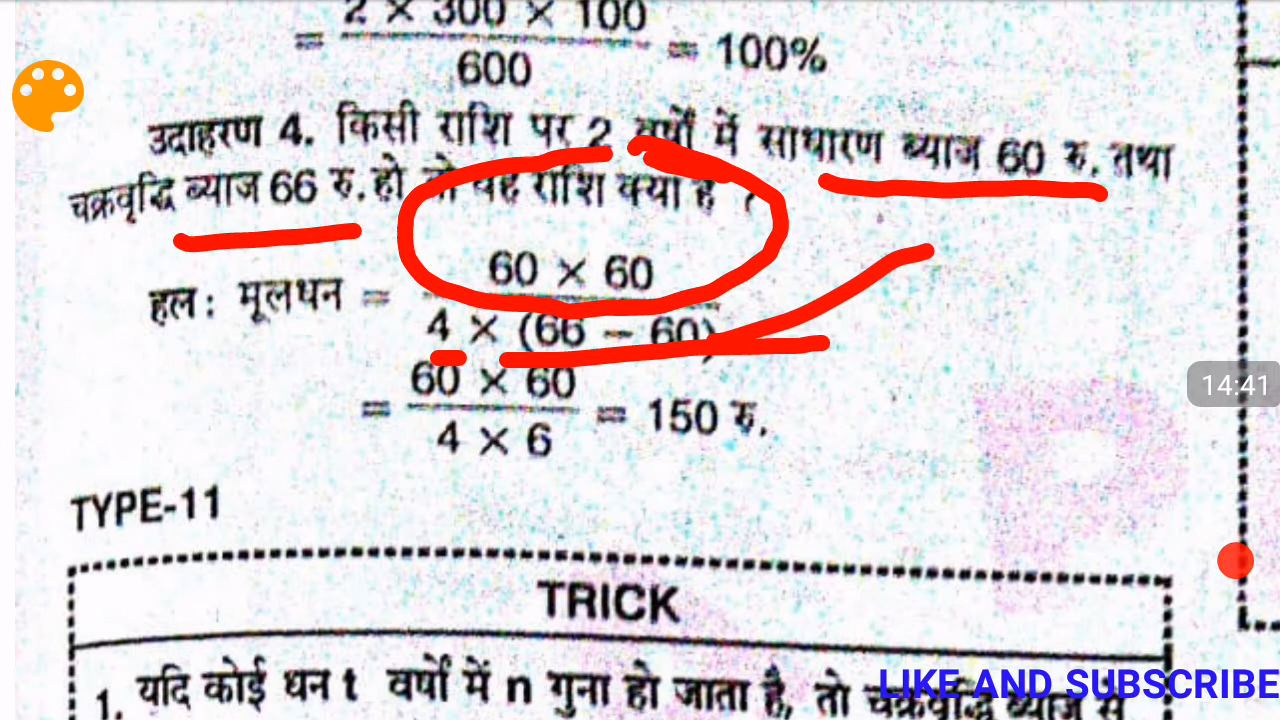 = 2 × 300 × 100 / 600 = 100%
उदाहरण 4. किसी राशि पर 2 वर्षों में साधारण ब्याज 60 रु. तथा
चक्रवृद्धि ब्याज 66 रु. हो तो वह राशि क्या है ?
हल : मूलधन = 60 × 60 / 4 × (66 − 60)
= 60 × 60 / 4 × 6 = 150 रु.
14:41
TYPE-11
TRICK
1. यदि कोई धन t वर्षों में n गुना हो जाता है, तो चक्रवृद्धि ब्याज से
LIKE AND SUBSCRIBE